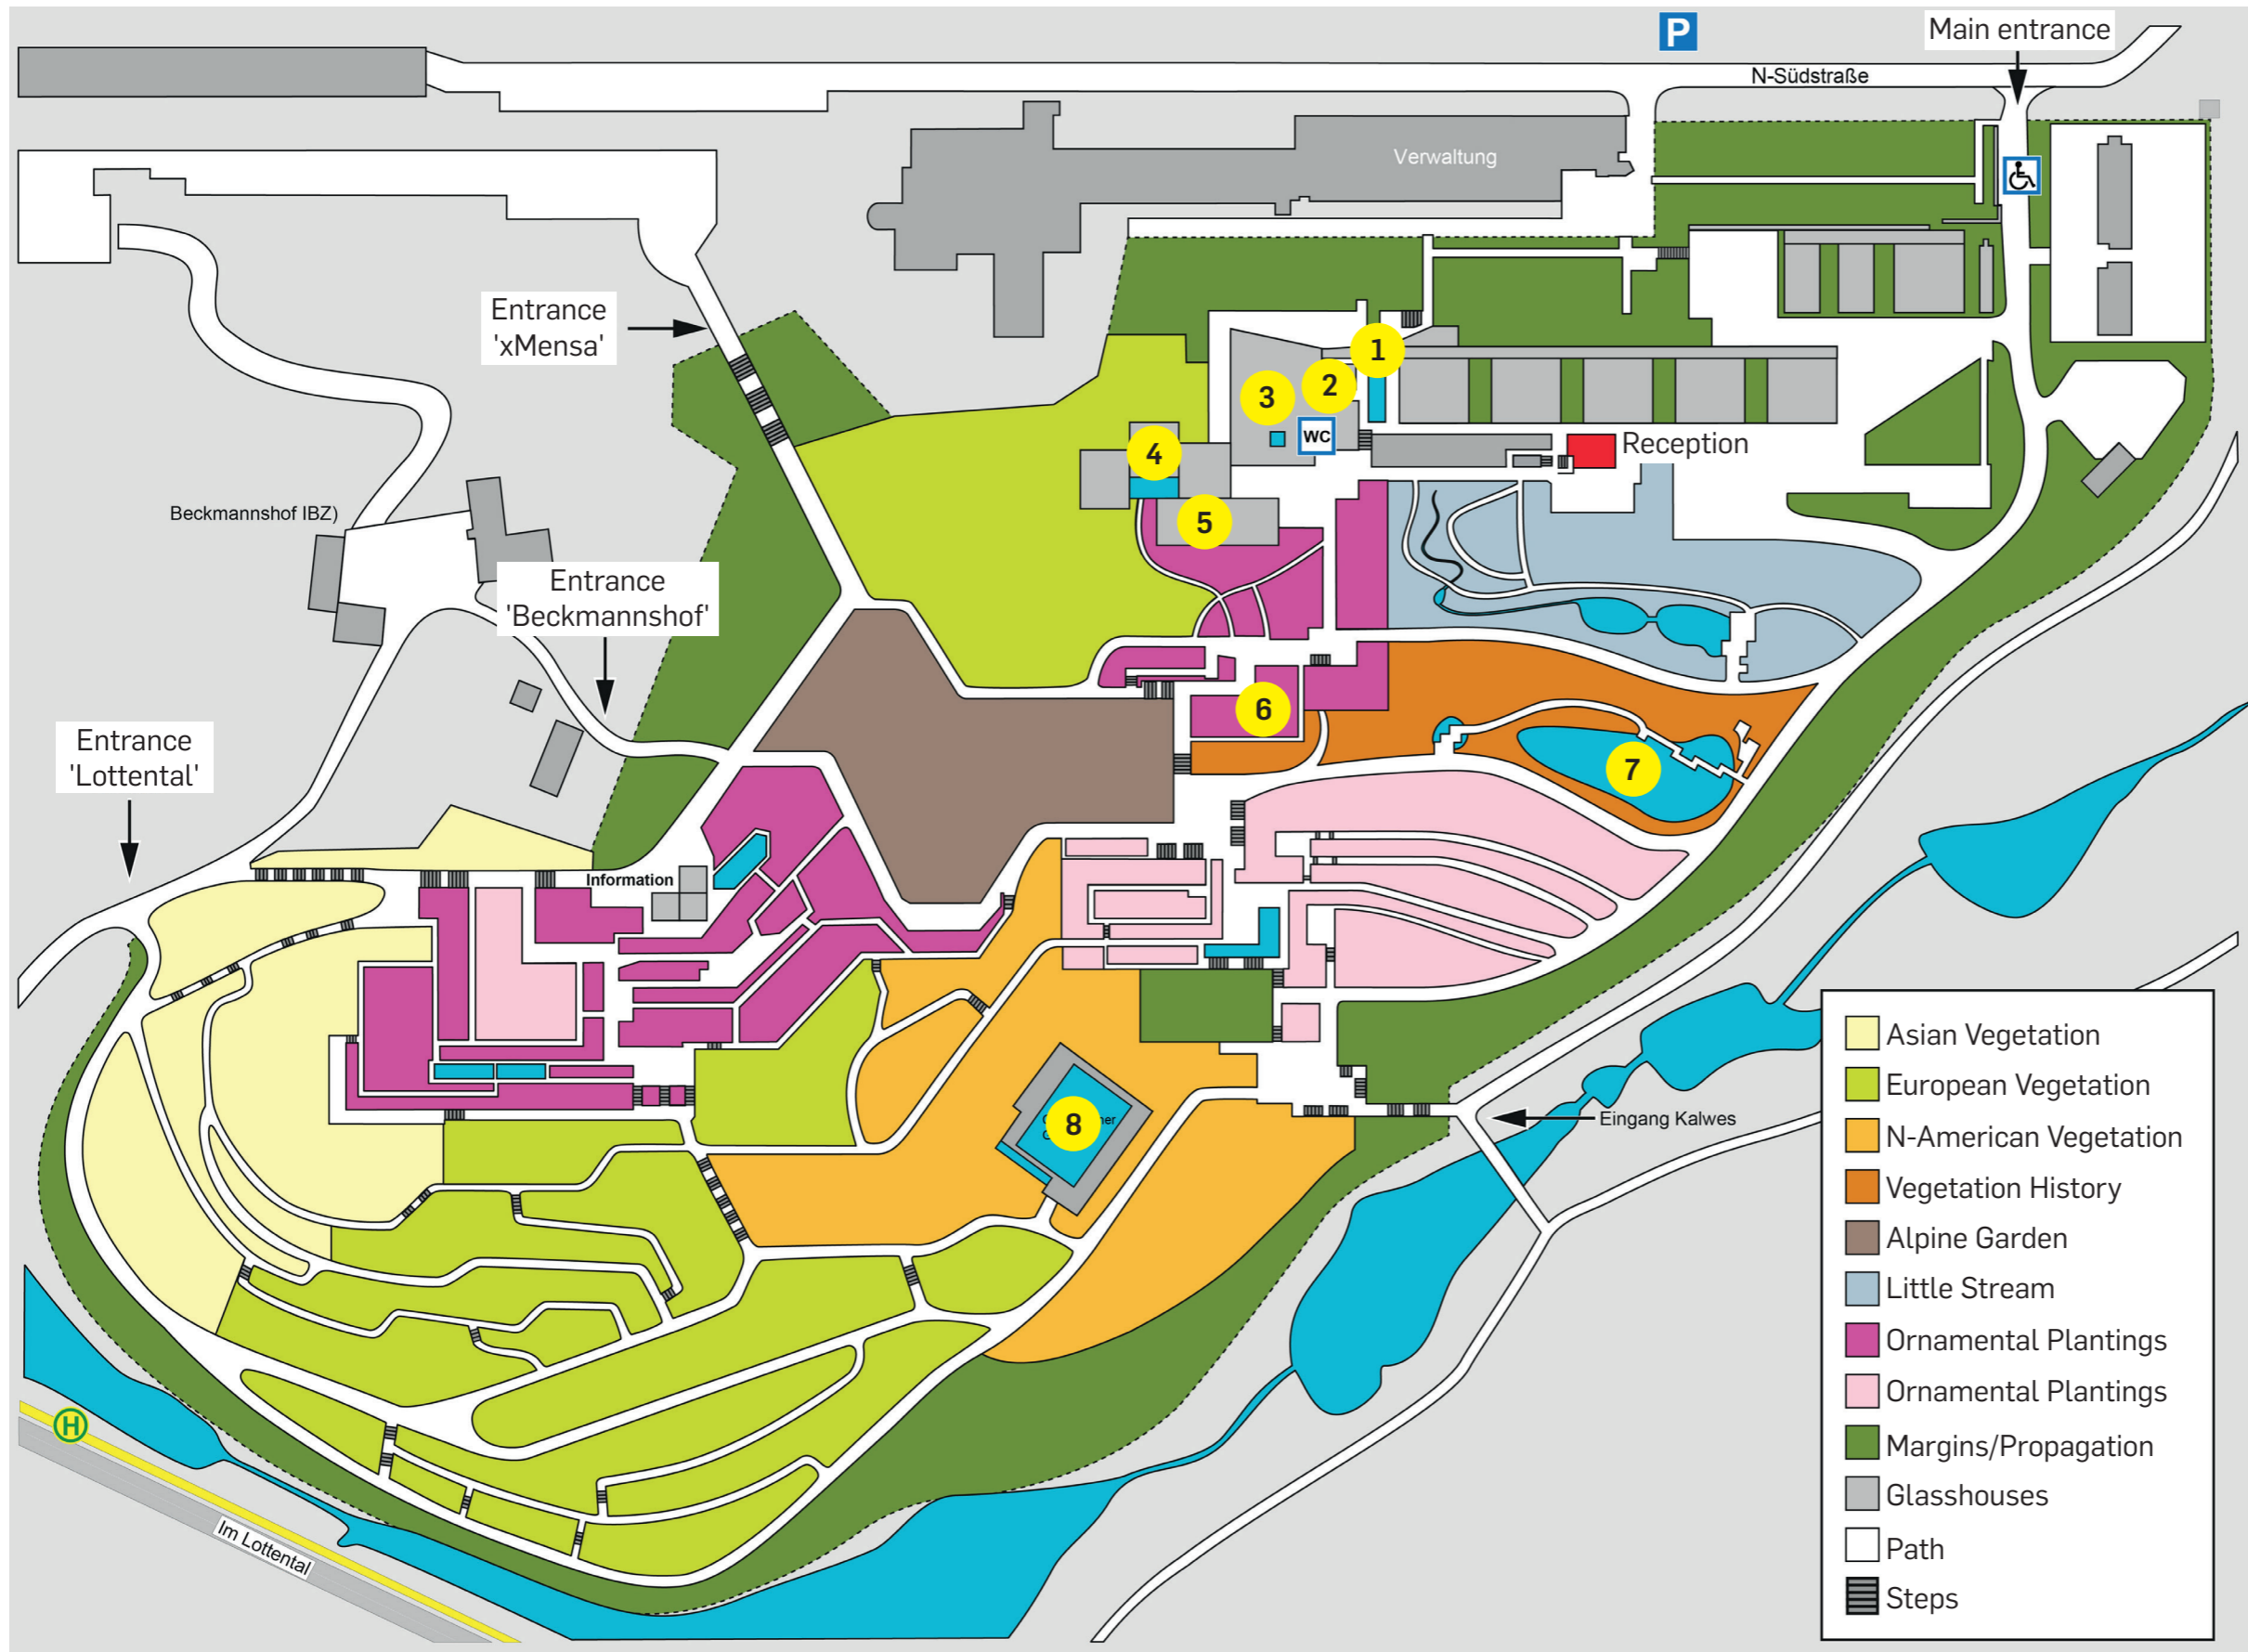 P
Main entrance
N-Südstraße
Verwaltung
Entrance
'xMensa'
1
2
3
WC
4
Reception
5
Beckmannshof IBZ)
Entrance
'Beckmannshof'
6
Entrance
'Lottental'
7
Information
8
Eingang Kalwes
H
Im Lottental
Asian Vegetation
European Vegetation
N-American Vegetation
Vegetation History
Alpine Garden
Little Stream
Ornamental Plantings
Ornamental Plantings
Margins/Propagation
Glasshouses
Path
Steps